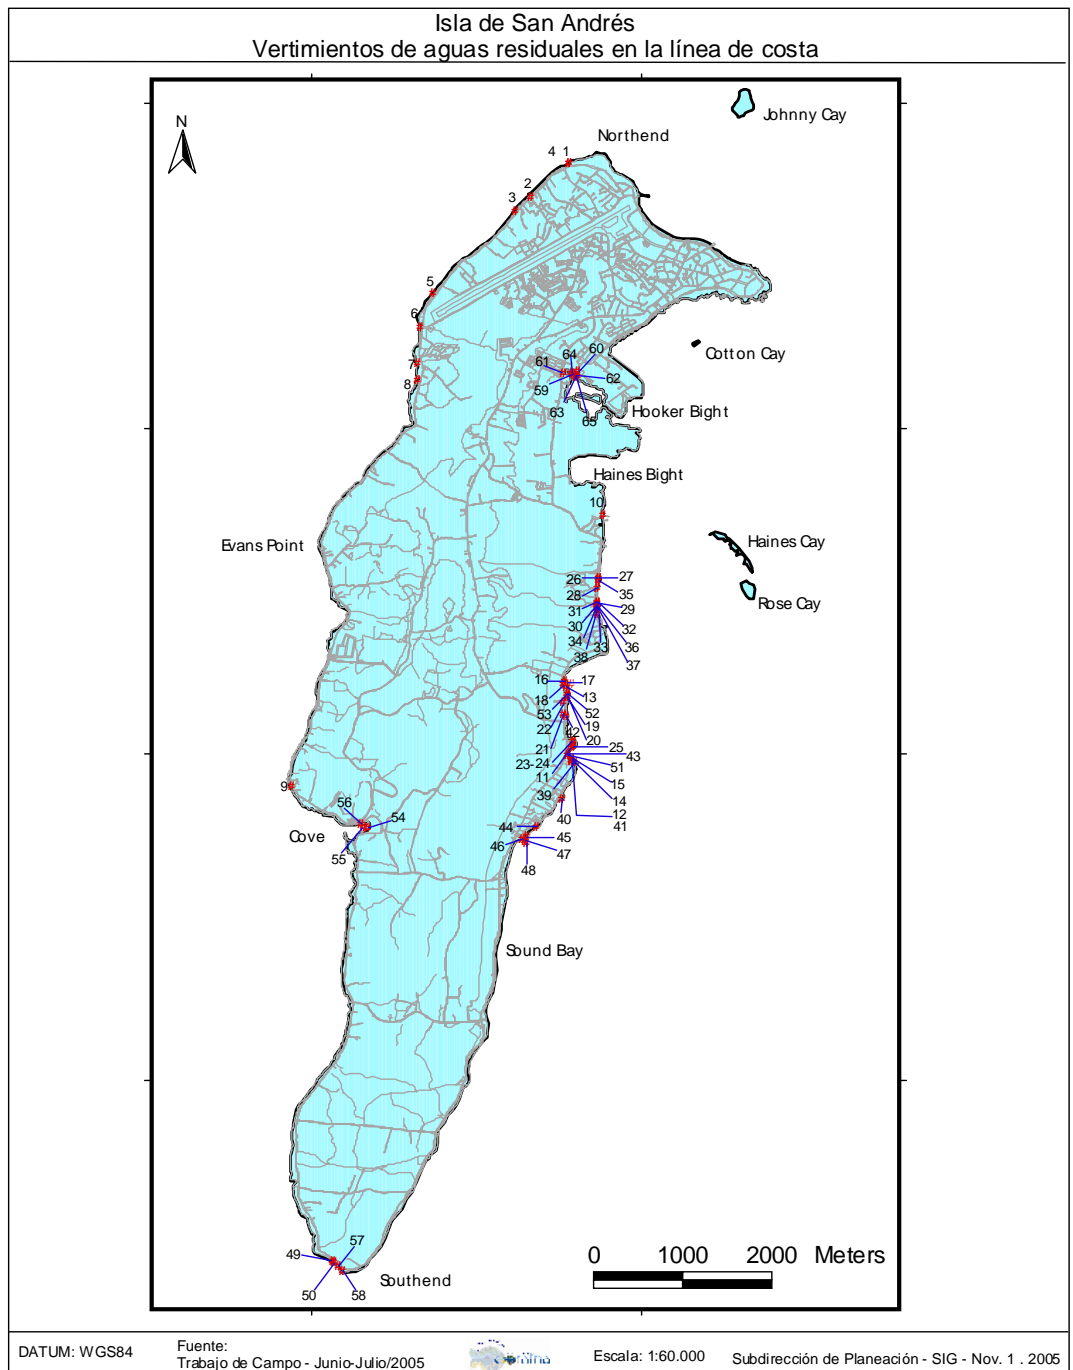 Isla de San Andrés
Vertimientos de aguas residuales en la línea de costa
Johnny Cay
N
Northend
4 1
2
3
5
6
7
8
Cotton Cay
64 60
61
59 62
63 65
Hooker Bight
Haines Bight
10
Evans Point
Haines Cay
Rose Cay
26 27
28 35
31 29
30 32
34 33 36
38 37
16 17
18 13
53 52
22 19
21 42 20 25
23- 24 43
11 51
39 15
14
40 12
41
9
56 54
Cove
55
44 45
46 47
48
Sound Bay
57
49
50 58
Southend
0 1000 2000 Meters
DATUM: WGS84
Fuente:
Trabajo de Campo - Junio-Julio/2005
Escala: 1:60.000
Subdirección de Planeación - SIG - Nov. 1 . 2005